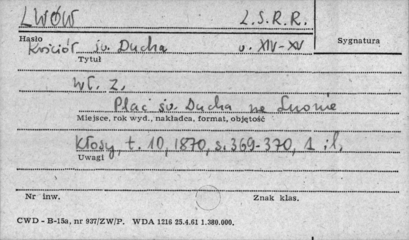 LWÓW Z.S.R.R.
Hasło Sygnatura
Kościół św. Ducha w. XIV-XV
Tytuł
Wł. Z.
Plac św. Ducha we Lwowie
Miejsce, rok wyd., nakładca, format, objętość
Kłosy, t. 10, 1870, s. 369-370, 1 il.
Uwagi
Nr inw. Znak klas.
CWD - B-15a, nr 937/ZW/P. WDA 1216 25.4.61 1.380.000.